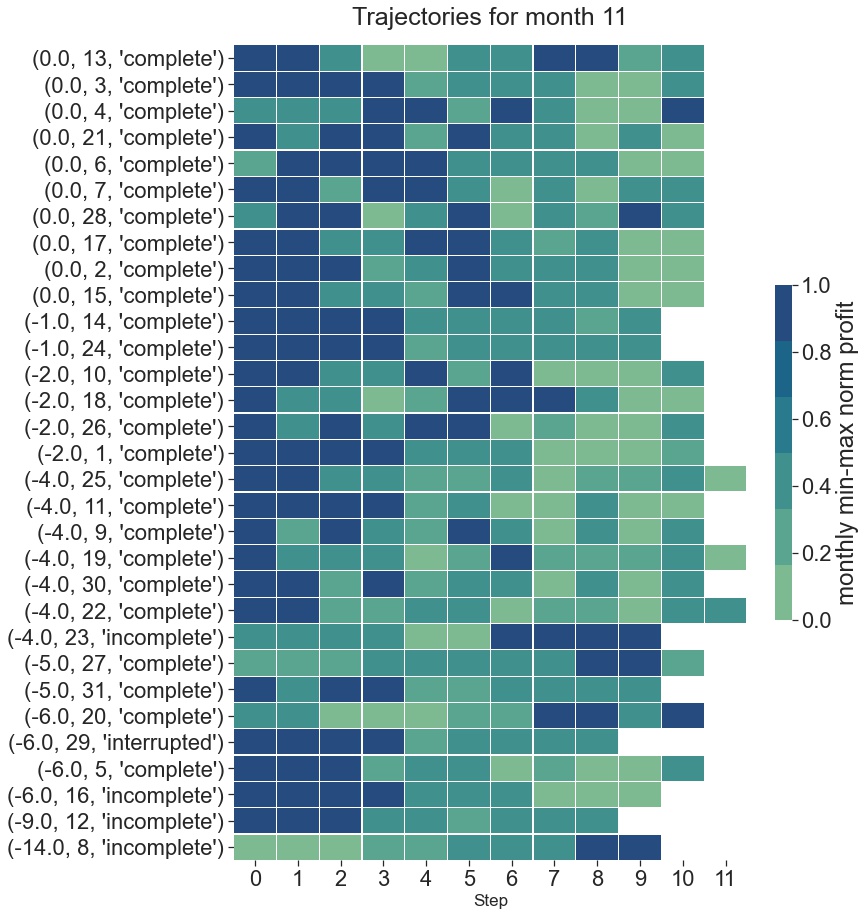 Trajectories for month 11
(0.0, 13, 'complete')
(0.0, 3, 'complete')
(0.0, 4, 'complete')
(0.0, 21, 'complete')
(0.0, 6, 'complete')
(0.0, 7, 'complete')
(0.0, 28, 'complete')
(0.0, 17, 'complete')
(0.0, 2, 'complete')
(0.0, 15, 'complete')
(-1.0, 14, 'complete')
(-1.0, 24, 'complete')
(-2.0, 10, 'complete')
(-2.0, 18, 'complete')
(-2.0, 26, 'complete')
(-2.0, 1, 'complete')
(-4.0, 25, 'complete')
(-4.0, 11, 'complete')
(-4.0, 9, 'complete')
(-4.0, 19, 'complete')
(-4.0, 30, 'complete')
(-4.0, 22, 'complete')
(-4.0, 23, 'incomplete')
(-5.0, 27, 'complete')
(-5.0, 31, 'complete')
(-6.0, 20, 'complete')
(-6.0, 29, 'interrupted')
(-6.0, 5, 'complete')
(-6.0, 16, 'incomplete')
(-9.0, 12, 'incomplete')
(-14.0, 8, 'incomplete')
0 1 2 3 4 5 6 7 8 9 10 11
Step
1.0
0.8
0.6
0.4
0.2
0.0
monthly min-max norm profit